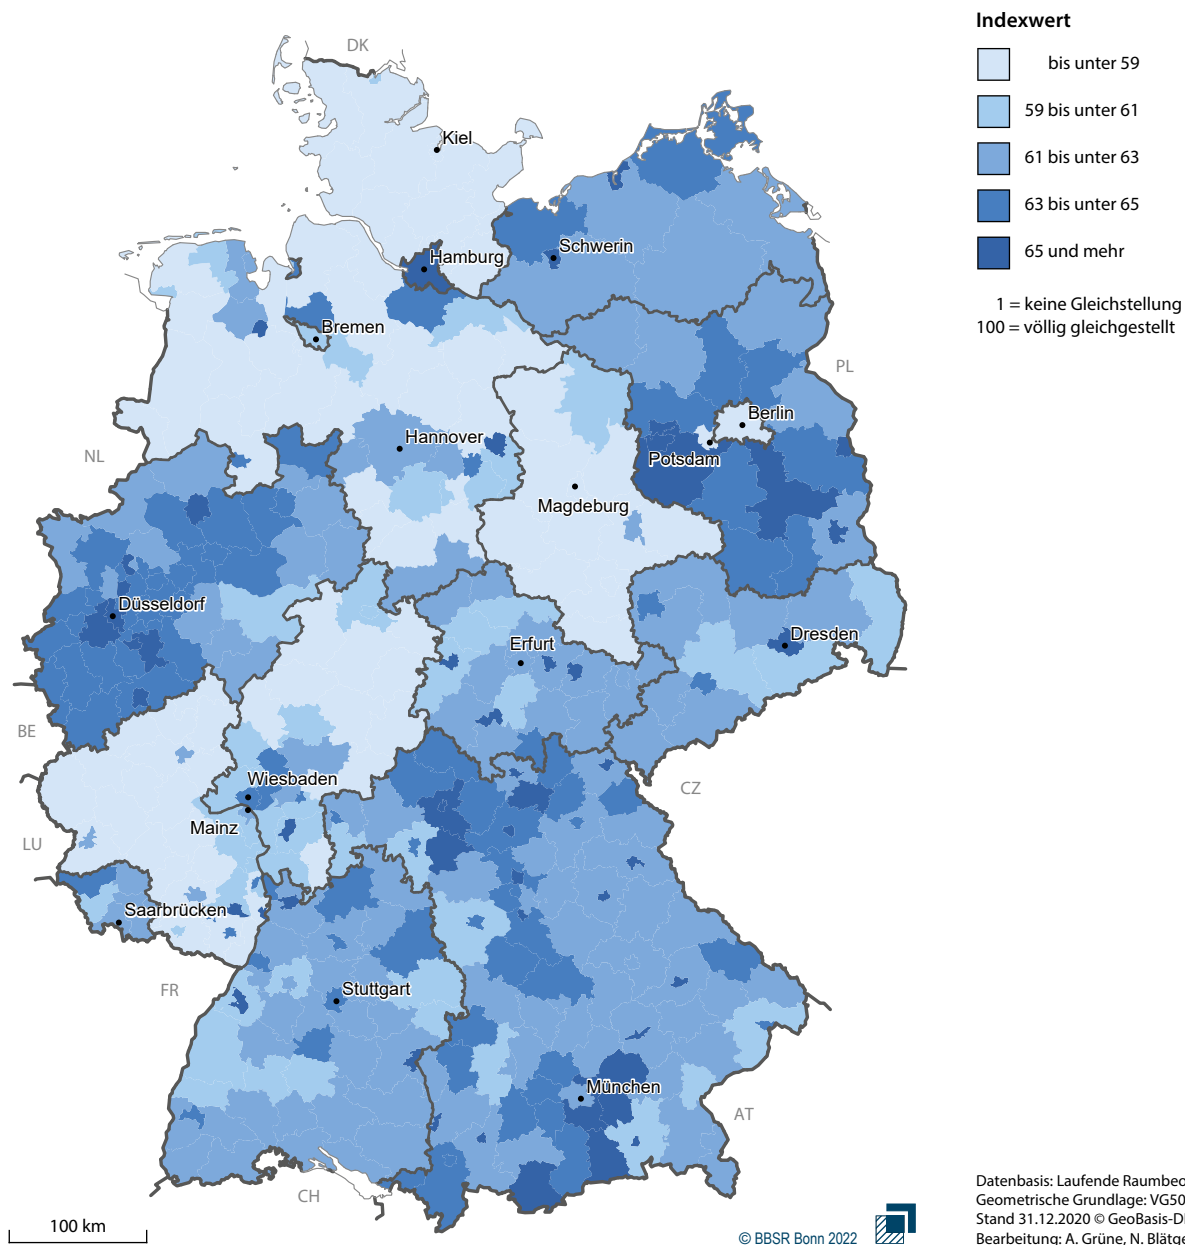 Indexwert
bis unter 59
59 bis unter 61
61 bis unter 63
63 bis unter 65
65 und mehr
1 = keine Gleichstellung
100 = völlig gleichgestellt
DK
Kiel
Schwerin
Hamburg
Bremen
PL
Berlin
Hannover
NL
Potsdam
Magdeburg
Düsseldorf
Dresden
Erfurt
BE
Wiesbaden
CZ
Mainz
LU
Saarbrücken
FR
Stuttgart
München
AT
CH
100 km
© BBSR Bonn 2022
Datenbasis: Laufende Raumbeo
Geometrische Grundlage: VG50
Stand 31.12.2020 © GeoBasis-D
Bearbeitung: A. Grüne, N. Blätge